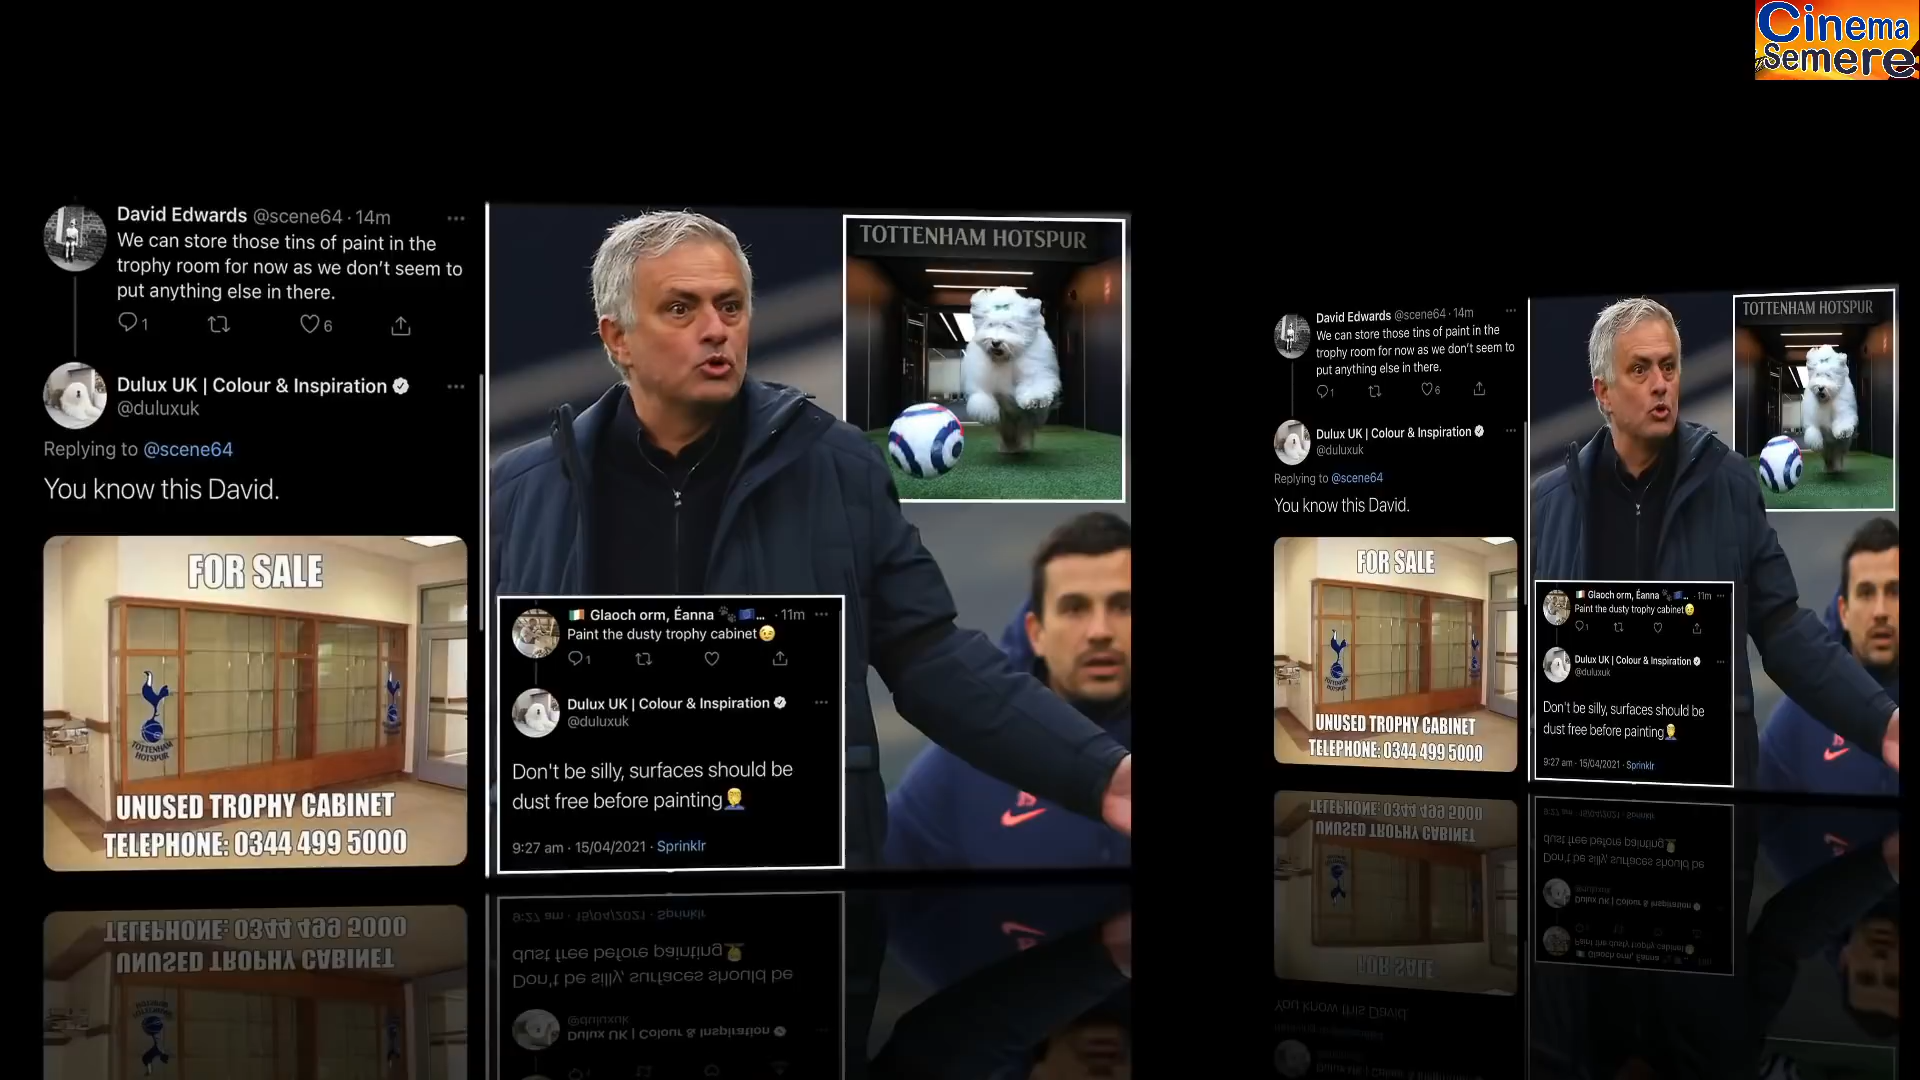 Cinema
Semere
David Edwards @scene64 · 14m
We can store those tins of paint in the
trophy room for now as we don't seem to
put anything else in there.
1 6
Dulux UK | Colour & Inspiration
@duluxuk
Replying to @scene64
You know this David.
FOR SALE
TOTTENHAM
HOTSPUR
UNUSED TROPHY CABINET
TELEPHONE: 0344 499 5000
TOTTENHAM HOTSPUR
Glaoch orm, Éanna ... · 11m
Paint the dusty trophy cabinet😉
1
Dulux UK | Colour & Inspiration
@duluxuk
Don't be silly, surfaces should be
dust free before painting🤦‍♂️
9:27 am · 15/04/2021 · Sprinklr
David Edwards @scene64 · 14m
We can store those tins of paint in the
trophy room for now as we don't seem to
put anything else in there.
1 6
Dulux UK | Colour & Inspiration
@duluxuk
Replying to @scene64
You know this David.
FOR SALE
TOTTENHAM
HOTSPUR
UNUSED TROPHY CABINET
TELEPHONE: 0344 499 5000
TOTTENHAM HOTSPUR
Glaoch orm, Éanna ... · 11m
Paint the dusty trophy cabinet😉
1
Dulux UK | Colour & Inspiration
@duluxuk
Don't be silly, surfaces should be
dust free before painting🤦‍♂️
9:27 am · 15/04/2021 · Sprinklr